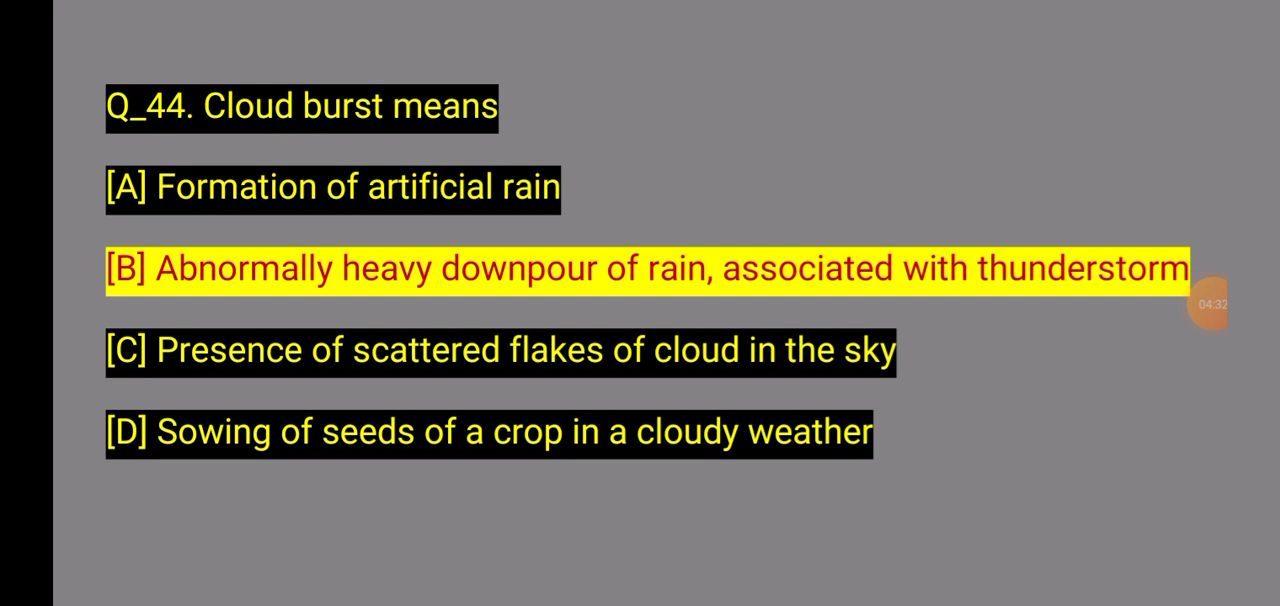 Q_44. Cloud burst means
[A] Formation of artificial rain
[B] Abnormally heavy downpour of rain, associated with thunderstorm
04:32
[C] Presence of scattered flakes of cloud in the sky
[D] Sowing of seeds of a crop in a cloudy weather